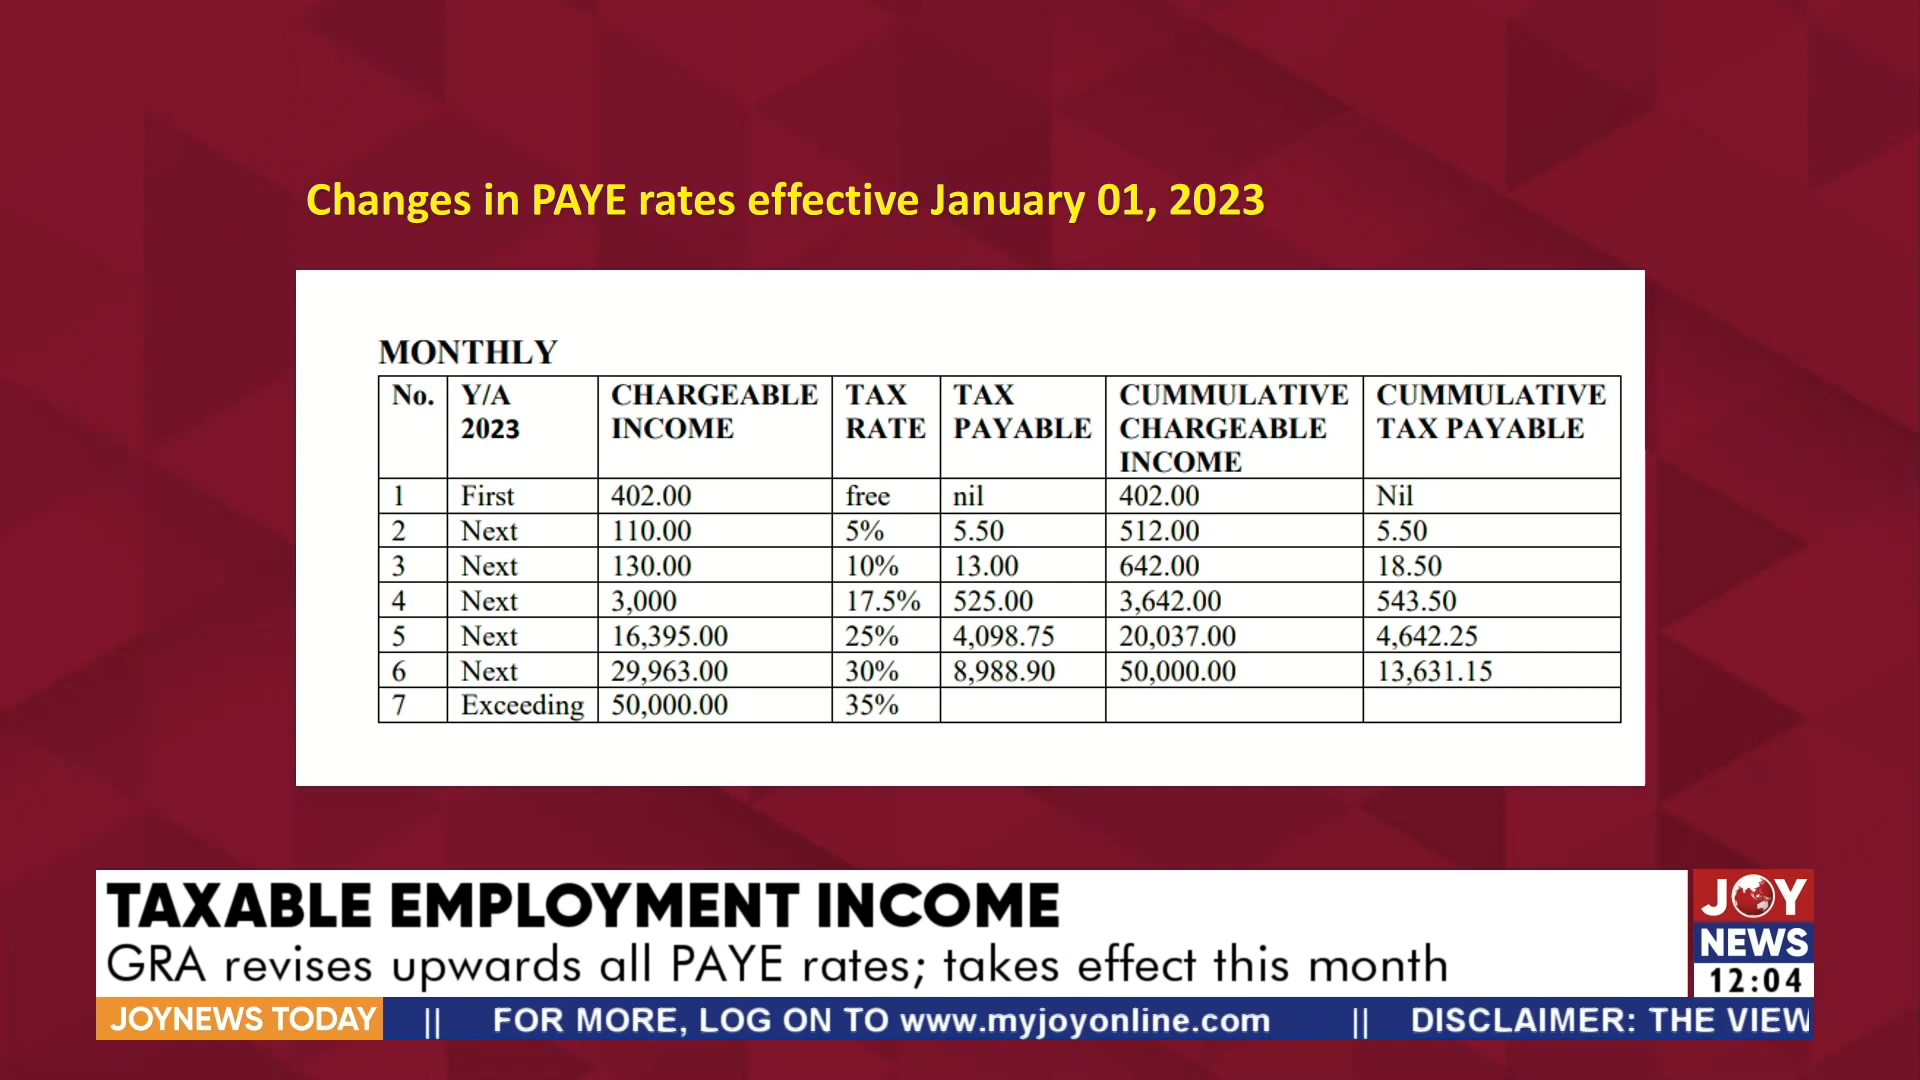 Changes in PAYE rates effective January 01, 2023
MONTHLY
No. Y/A 2023 CHARGEABLE INCOME TAX RATE TAX PAYABLE CUMMULATIVE CHARGEABLE INCOME CUMMULATIVE TAX PAYABLE
1 First 402.00 free nil 402.00 Nil
2 Next 110.00 5% 5.50 512.00 5.50
3 Next 130.00 10% 13.00 642.00 18.50
4 Next 3,000 17.5% 525.00 3,642.00 543.50
5 Next 16,395.00 25% 4,098.75 20,037.00 4,642.25
6 Next 29,963.00 30% 8,988.90 50,000.00 13,631.15
7 Exceeding 50,000.00 35%
TAXABLE EMPLOYMENT INCOME
GRA revises upwards all PAYE rates; takes effect this month
JOY
NEWS
12:04
JOYNEWS TODAY || FOR MORE, LOG ON TO www.myjoyonline.com || DISCLAIMER: THE VIEW